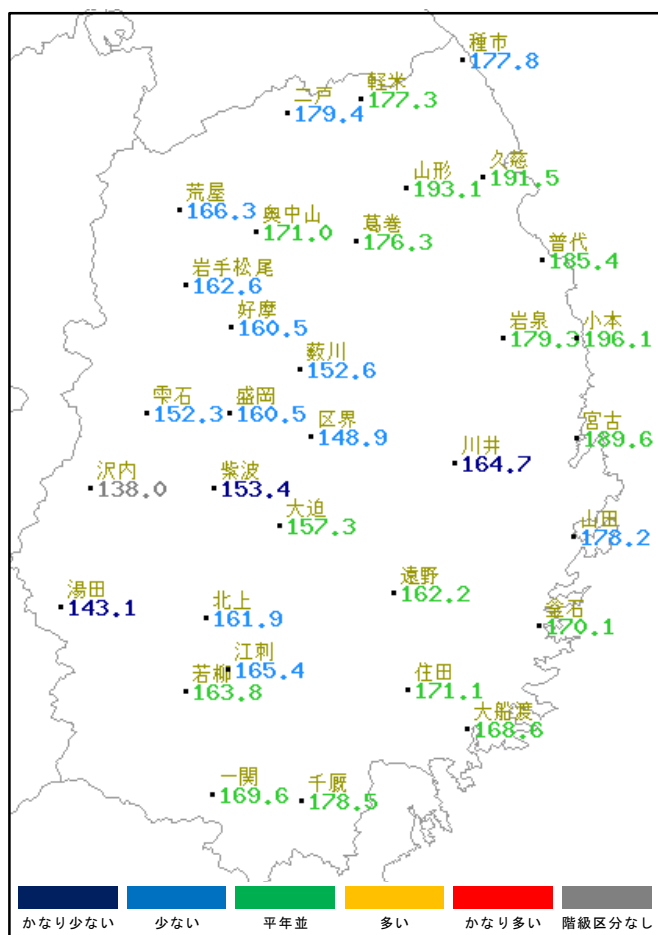 種市
177.8
軽米
177.3
二戸
179.4
久慈
191.5
山形
193.1
荒屋
166.3
奥中山
171.0
葛巻
176.3
普代
185.4
岩手松尾
162.6
好摩
160.5
岩泉
179.3
小本
196.1
薮川
152.6
雫石
152.3
盛岡
160.5
区界
148.9
宮古
189.6
川井
164.7
沢内
138.0
紫波
153.4
大迫
157.3
山田
178.2
湯田
143.1
遠野
162.2
北上
161.9
釜石
170.1
江刺
165.4
若柳
163.8
住田
171.1
大船渡
168.6
一関
169.6
千厩
178.5
かなり少ない 少ない 平年並 多い かなり多い 階級区分なし